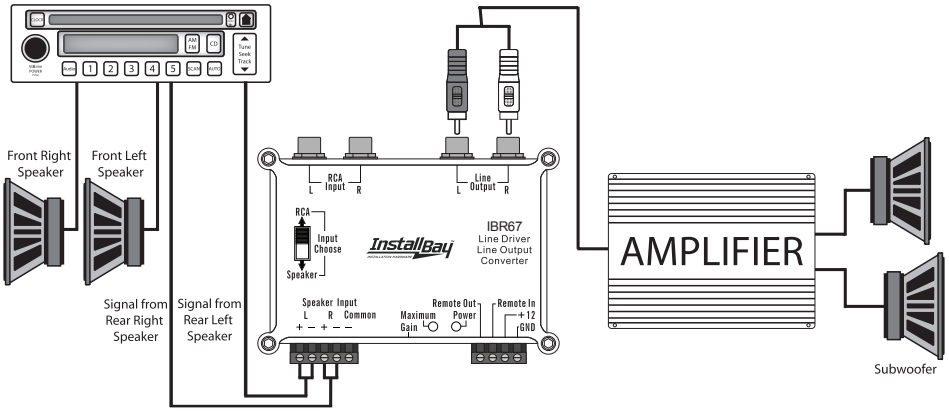 CLOCK
AM
FM
CD
Tune
Seek
Track
Volume
POWER
Audio
1
2
3
4
5
SCAN
AUTO
Front Right
Speaker
Front Left
Speaker
RCA
Input
L
R
Line
Output
L
R
RCA
Input
Choose
Speaker
InstallBay
INSTALLATION HARDWARE
IBR67
Line Driver
Line Output
Converter
AMPLIFIER
Signal from
Rear Right
Speaker
Signal from
Rear Left
Speaker
Speaker Input
L R Common
+ − + − −
Maximum
Gain
Remote Out
Power
Remote In
+ 12
GND
Subwoofer